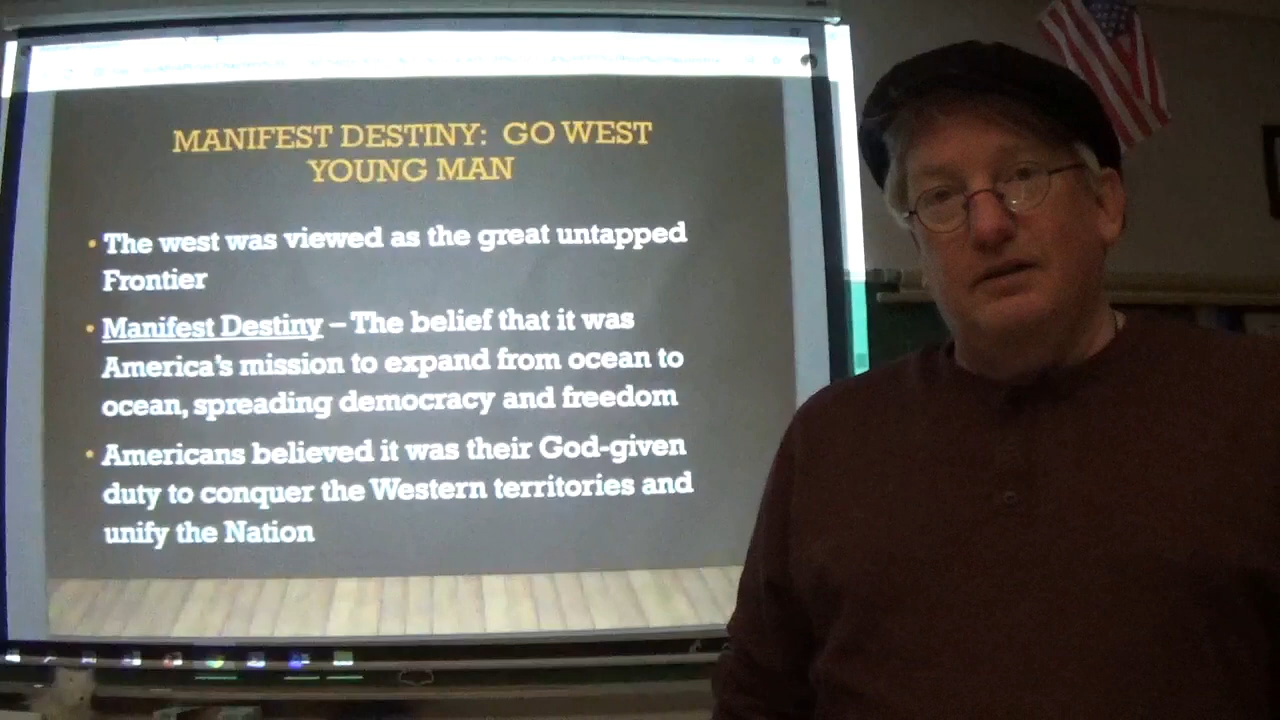 MANIFEST DESTINY: GO WEST
YOUNG MAN
• The west was viewed as the great untapped
Frontier
• Manifest Destiny – The belief that it was
America's mission to expand from ocean to
ocean, spreading democracy and freedom
• Americans believed it was their God-given
duty to conquer the Western territories and
unify the Nation